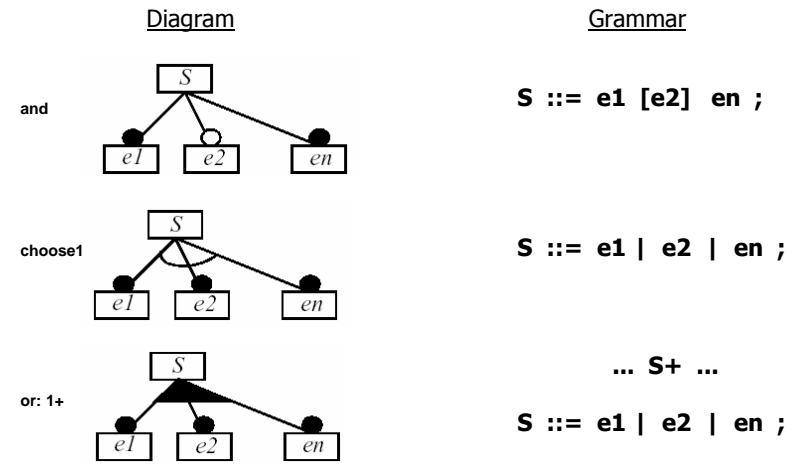 Diagram Grammar
and
S
e1 e2 en
S ::= e1 [e2] en ;
choose1
S
e1 e2 en
S ::= e1 | e2 | en ;
or: 1+
S
e1 e2 en
... S+ ...
S ::= e1 | e2 | en ;